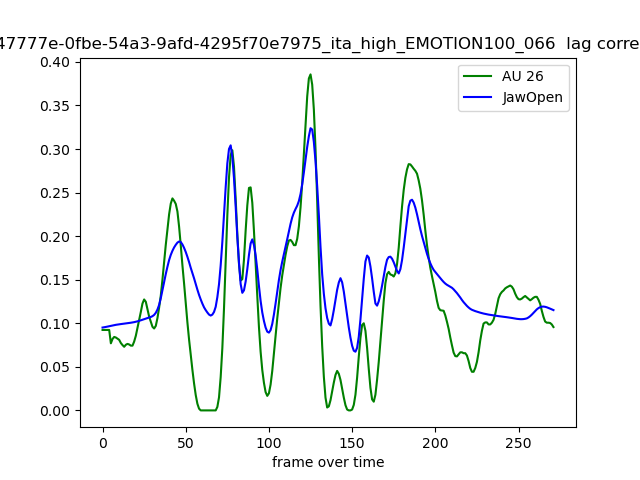 47777e-0fbe-54a3-9afd-4295f70e7975_ita_high_EMOTION100_066 lag corre
AU 26
JawOpen
0.40
0.35
0.30
0.25
0.20
0.15
0.10
0.05
0.00
0 50 100 150 200 250
frame over time